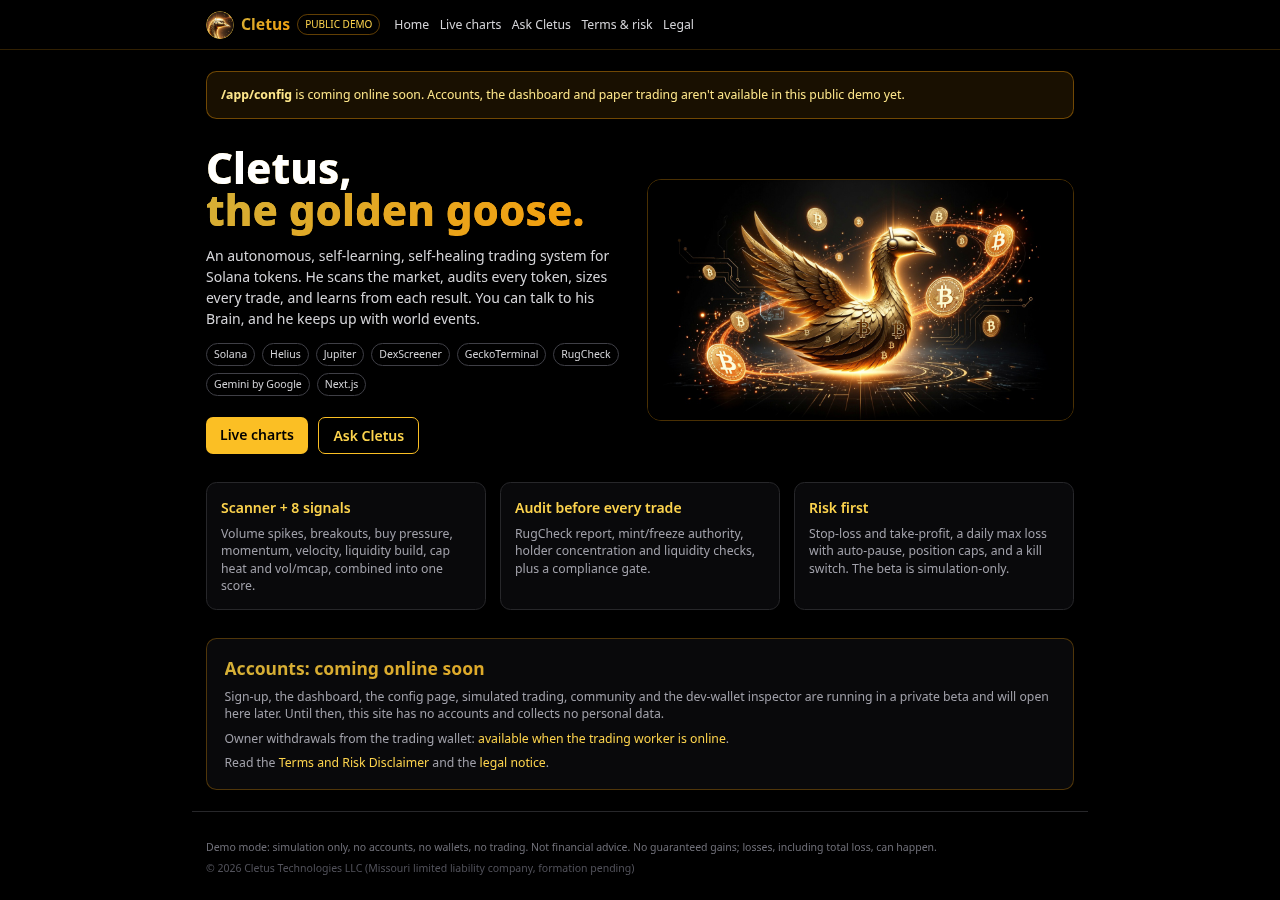 Cletus PUBLIC DEMO Home Live charts Ask Cletus Terms & risk Legal
/app/config is coming online soon. Accounts, the dashboard and paper trading aren't available in this public demo yet.
Cletus,
the golden goose.
An autonomous, self-learning, self-healing trading system for
Solana tokens. He scans the market, audits every token, sizes
every trade, and learns from each result. You can talk to his
Brain, and he keeps up with world events.
Solana Helius Jupiter DexScreener GeckoTerminal RugCheck
Gemini by Google Next.js
Live charts Ask Cletus
Scanner + 8 signals
Volume spikes, breakouts, buy pressure,
momentum, velocity, liquidity build, cap
heat and vol/mcap, combined into one
score.
Audit before every trade
RugCheck report, mint/freeze authority,
holder concentration and liquidity checks,
plus a compliance gate.
Risk first
Stop-loss and take-profit, a daily max loss
with auto-pause, position caps, and a kill
switch. The beta is simulation-only.
Accounts: coming online soon
Sign-up, the dashboard, the config page, simulated trading, community and the dev-wallet inspector are running in a private beta and will open
here later. Until then, this site has no accounts and collects no personal data.
Owner withdrawals from the trading wallet: available when the trading worker is online.
Read the Terms and Risk Disclaimer and the legal notice.
Demo mode: simulation only, no accounts, no wallets, no trading. Not financial advice. No guaranteed gains; losses, including total loss, can happen.
© 2026 Cletus Technologies LLC (Missouri limited liability company, formation pending)